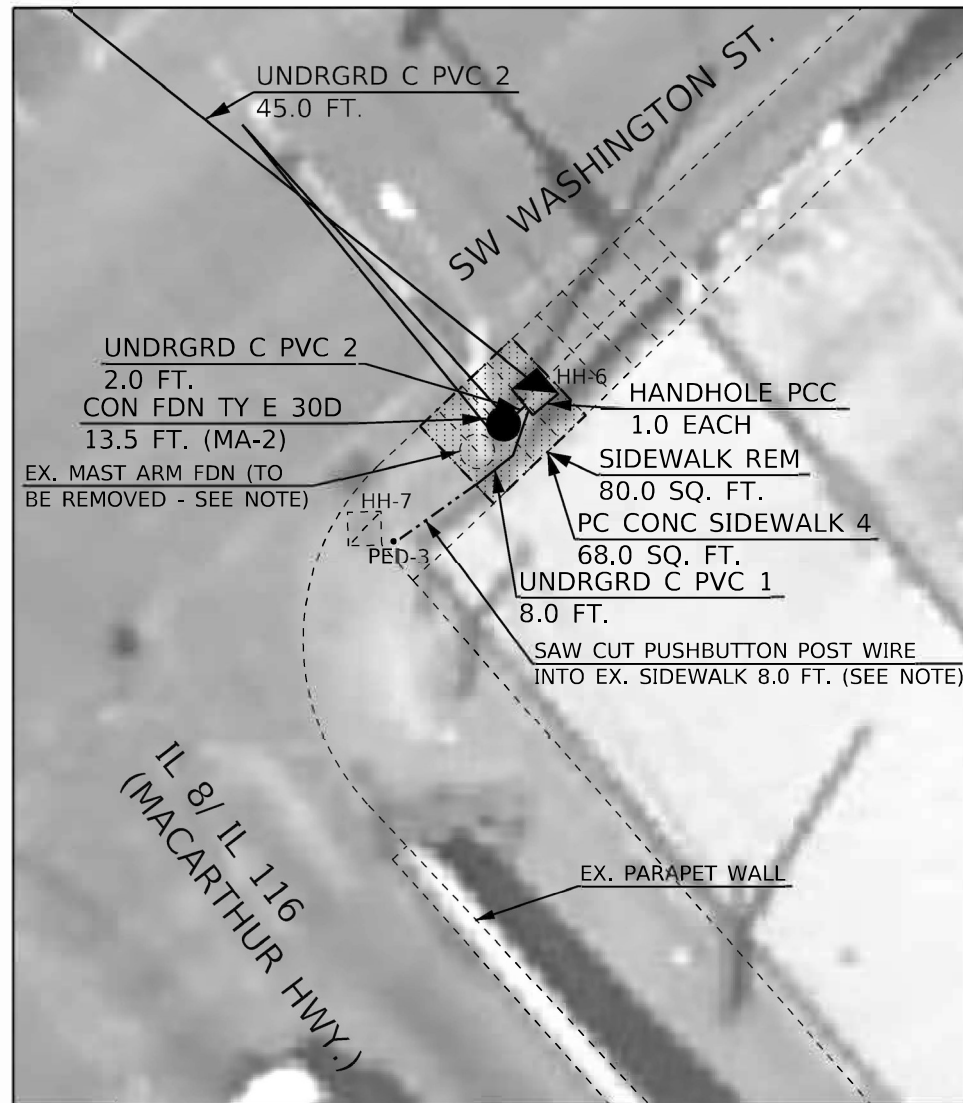 UNDRGRD C PVC 2
45.0 FT.
SW WASHINGTON ST.
UNDRGRD C PVC 2
2.0 FT.
CON FDN TY E 30D
13.5 FT. (MA-2)
EX. MAST ARM FDN (TO
BE REMOVED - SEE NOTE)
HH-6
HANDHOLE PCC
1.0 EACH
SIDEWALK REM
80.0 SQ. FT.
PC CONC SIDEWALK 4
68.0 SQ. FT.
HH-7
PED-3
UNDRGRD C PVC 1
8.0 FT.
SAW CUT PUSHBUTTON POST WIRE
INTO EX. SIDEWALK 8.0 FT. (SEE NOTE)
IL 8/ IL 116
(MACARTHUR HWY.)
EX. PARAPET WALL